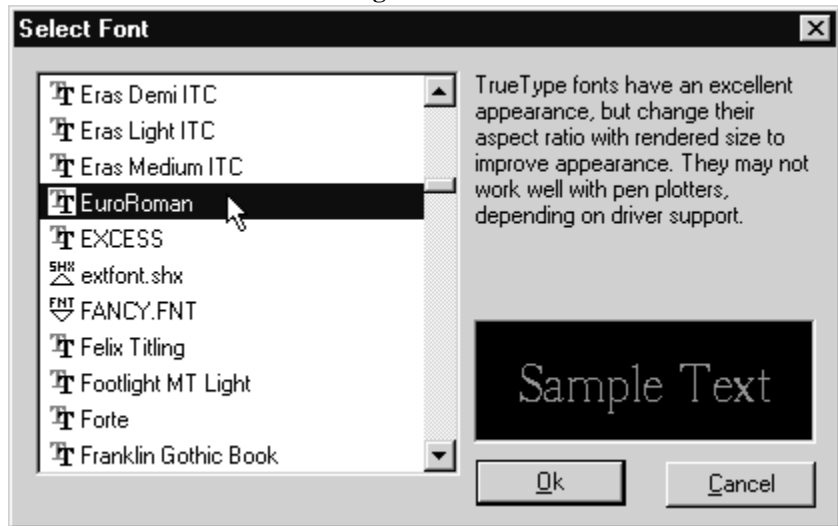 Select Font
Eras Demi ITC
Eras Light ITC
Eras Medium ITC
EuroRoman
EXCESS
SHX extfont.shx
FNT FANCY.FNT
Felix Titling
Footlight MT Light
Forte
Franklin Gothic Book
TrueType fonts have an excellent
appearance, but change their
aspect ratio with rendered size to
improve appearance. They may not
work well with pen plotters,
depending on driver support.
Sample Text
Ok
Cancel